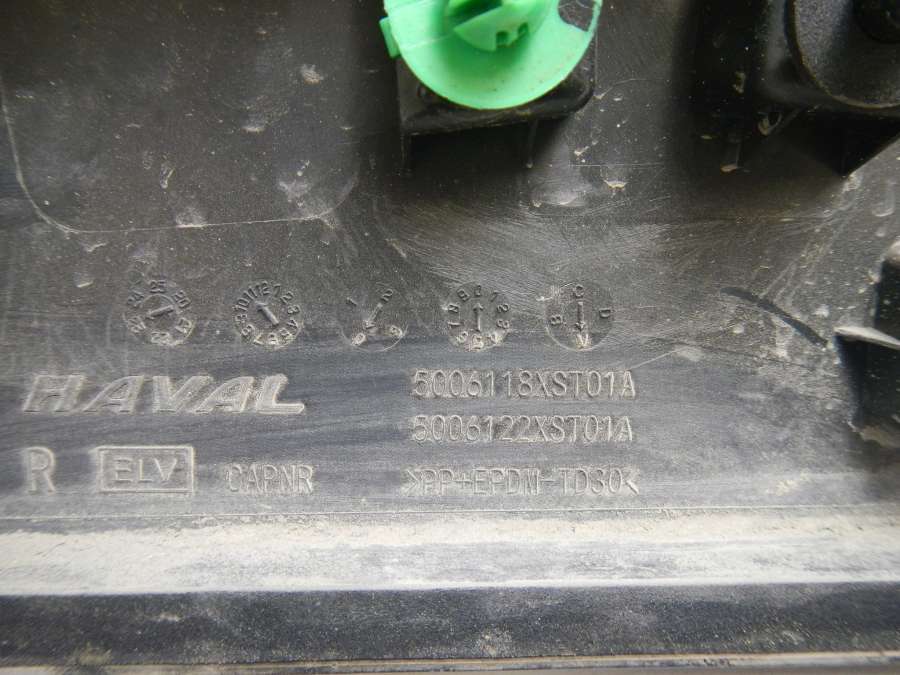 HAVAL
5006118XST01A
5006122XST01A
R ELV CAPNR >PP+EPDM-TD30<